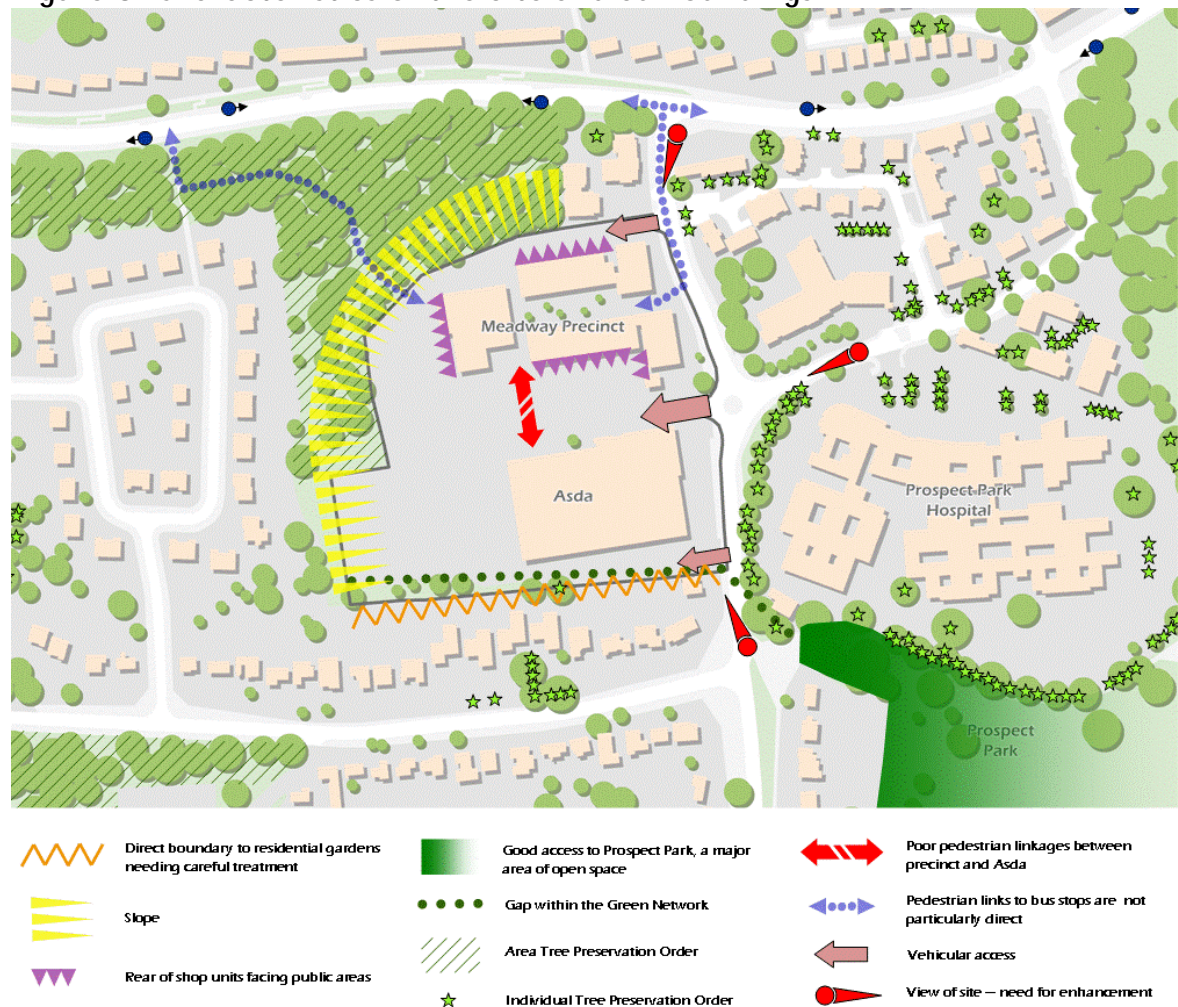 Meadway Precinct
Asda
Prospect Park
Hospital
Prospect
Park
Direct boundary to residential gardens
needing careful treatment
Slope
Rear of shop units facing public areas
Good access to Prospect Park, a major
area of open space
Gap within the Green Network
Area Tree Preservation Order
Individual Tree Preservation Order
Poor pedestrian linkages between
precinct and Asda
Pedestrian links to bus stops are not
particularly direct
Vehicular access
View of site – need for enhancement